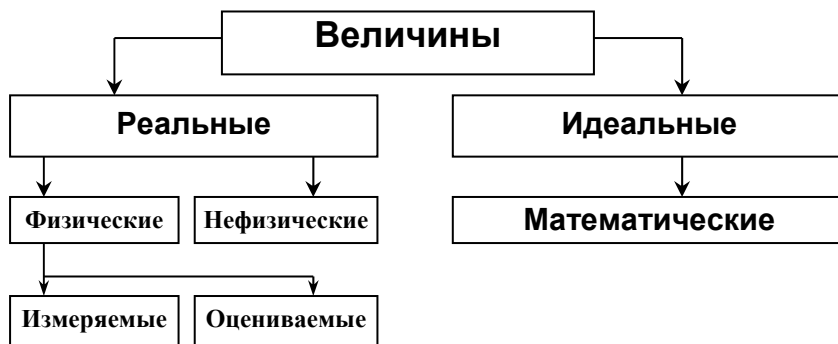 Величины
Реальные
Идеальные
Физические
Нефизические
Математические
Измеряемые
Оцениваемые